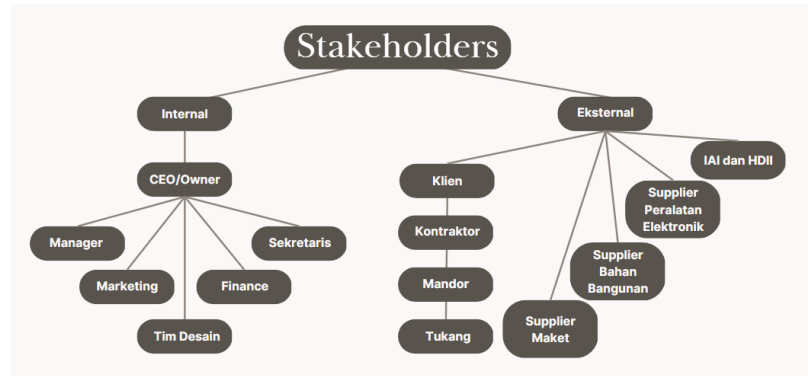 Stakeholders
Internal
Eksternal
CEO/Owner
Manager
Marketing
Tim Desain
Finance
Sekretaris
Klien
Kontraktor
Mandor
Tukang
Supplier
Maket
Supplier
Bahan
Bangunan
Supplier
Peralatan
Elektronik
IAI dan HDII